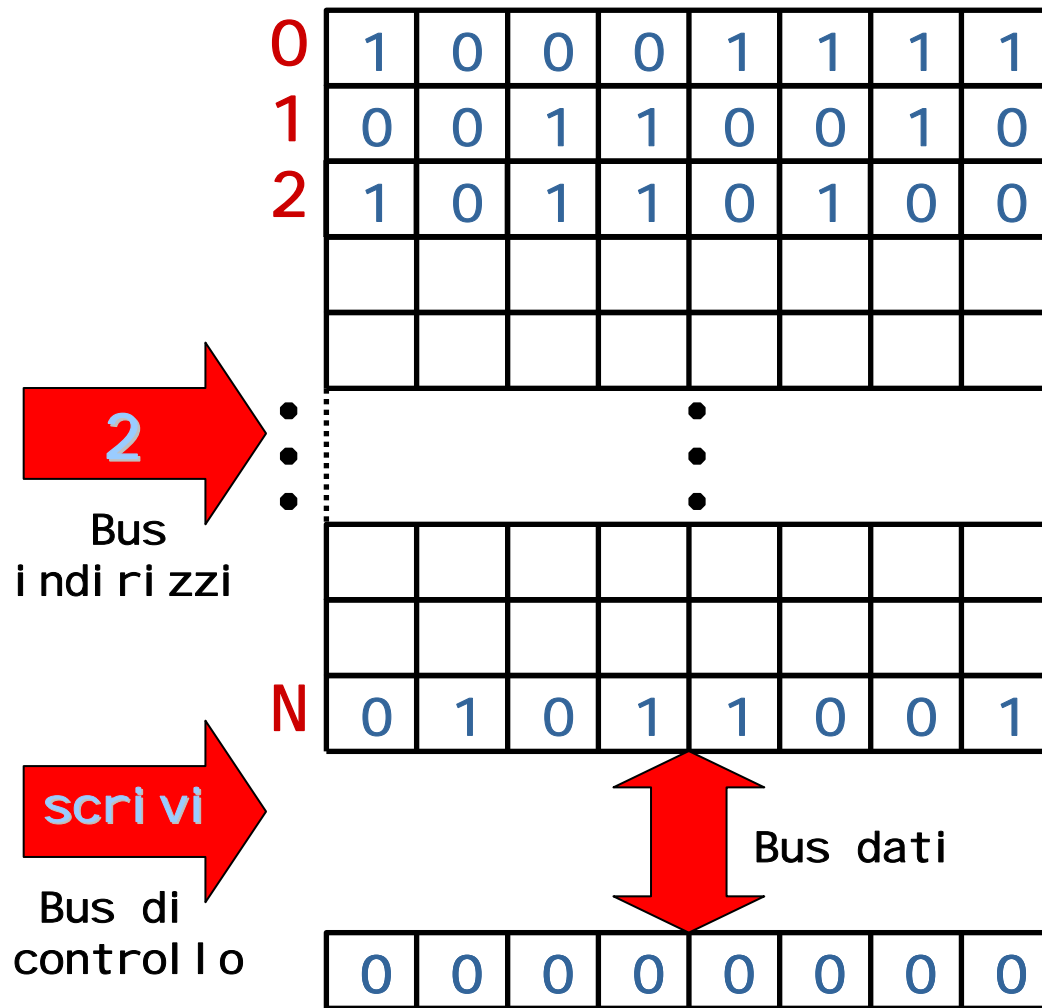 0 1 0 0 0 1 1 1 1
1 0 0 1 1 0 0 1 0
2 1 0 1 1 0 1 0 0
2
Bus
indirizzi
N 0 1 0 1 1 0 0 1
scrivi
Bus dati
Bus di
controllo
0 0 0 0 0 0 0 0